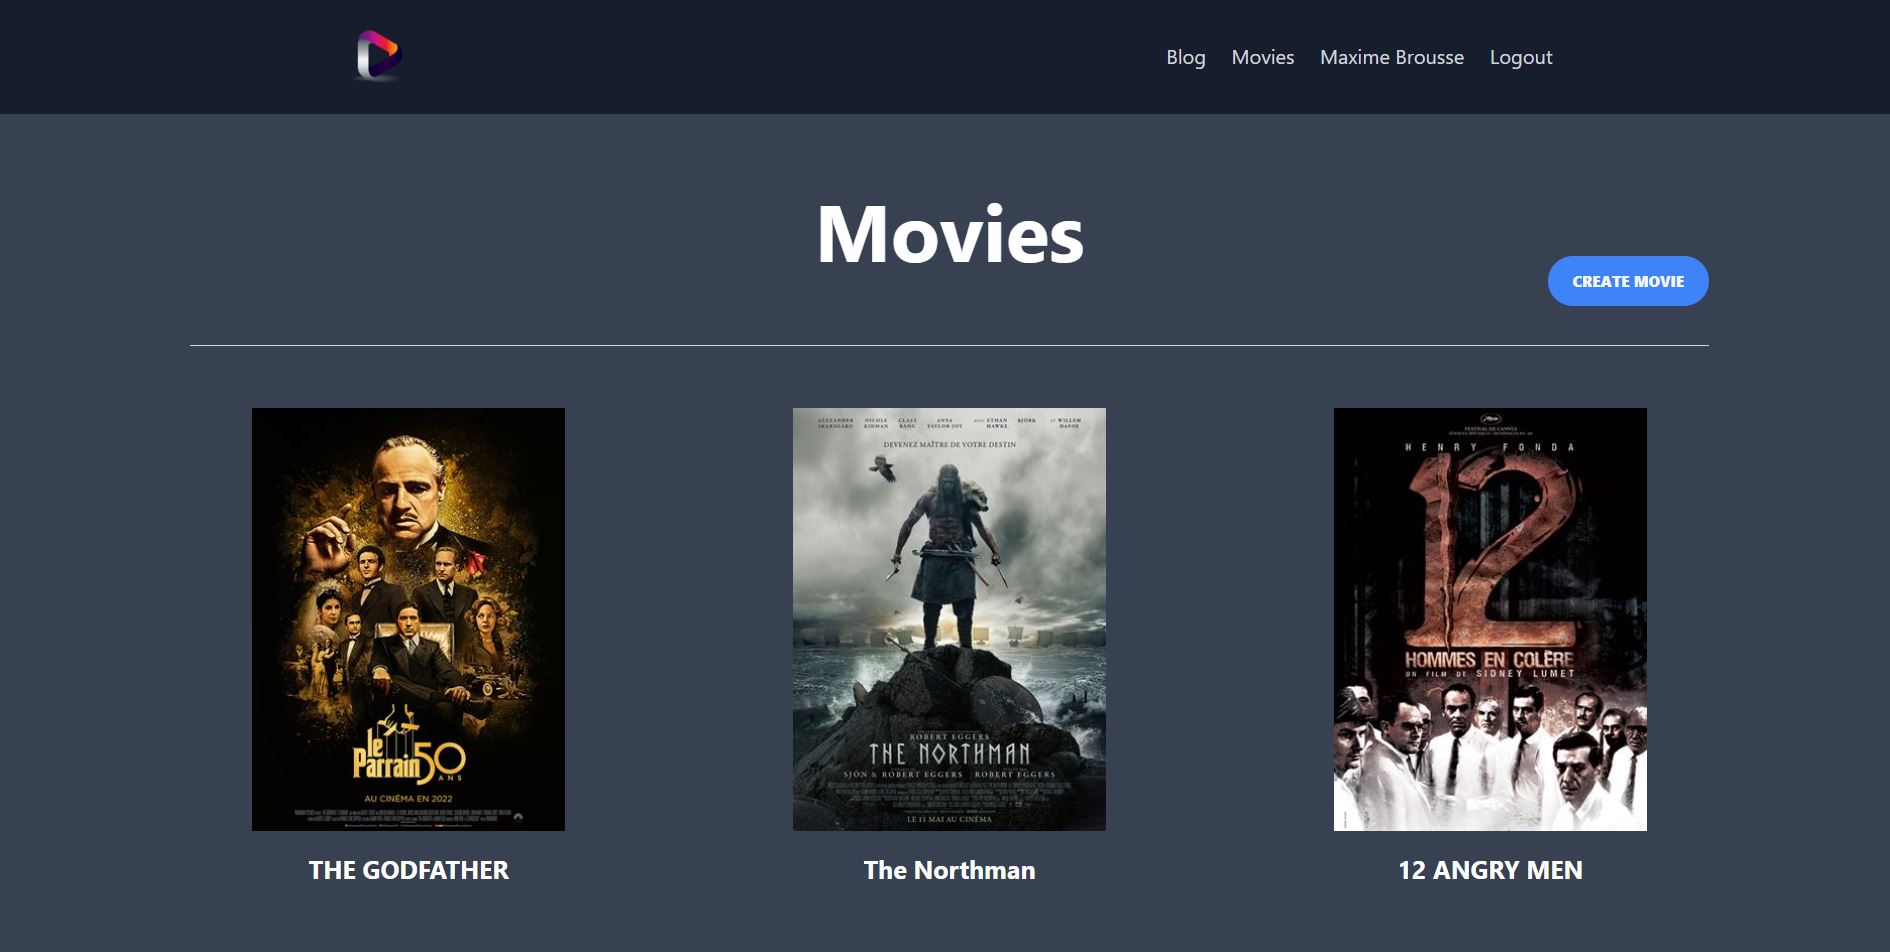 Blog Movies Maxime Brousse Logout
Movies
CREATE MOVIE
le
Parrain 50
ANS
AU CINÉMA EN 2022
THE GODFATHER
ALEXANDER NICOLE CLAES ANYA AVEC ETHAN BJÖRK ET WILLEM
SKARSGÅRD KIDMAN BANG TAYLOR-JOY HAWKE DAFOE
DEVENEZ MAÎTRE DE VOTRE DESTIN
ROBERT EGGERS
THE NORTHMAN
SJÓN & ROBERT EGGERS ROBERT EGGERS
LE 11 MAI AU CINÉMA
The Northman
FESTIVAL DE CANNES
HENRY FONDA
12
HOMMES EN COLÈRE
UN FILM DE SIDNEY LUMET
12 ANGRY MEN